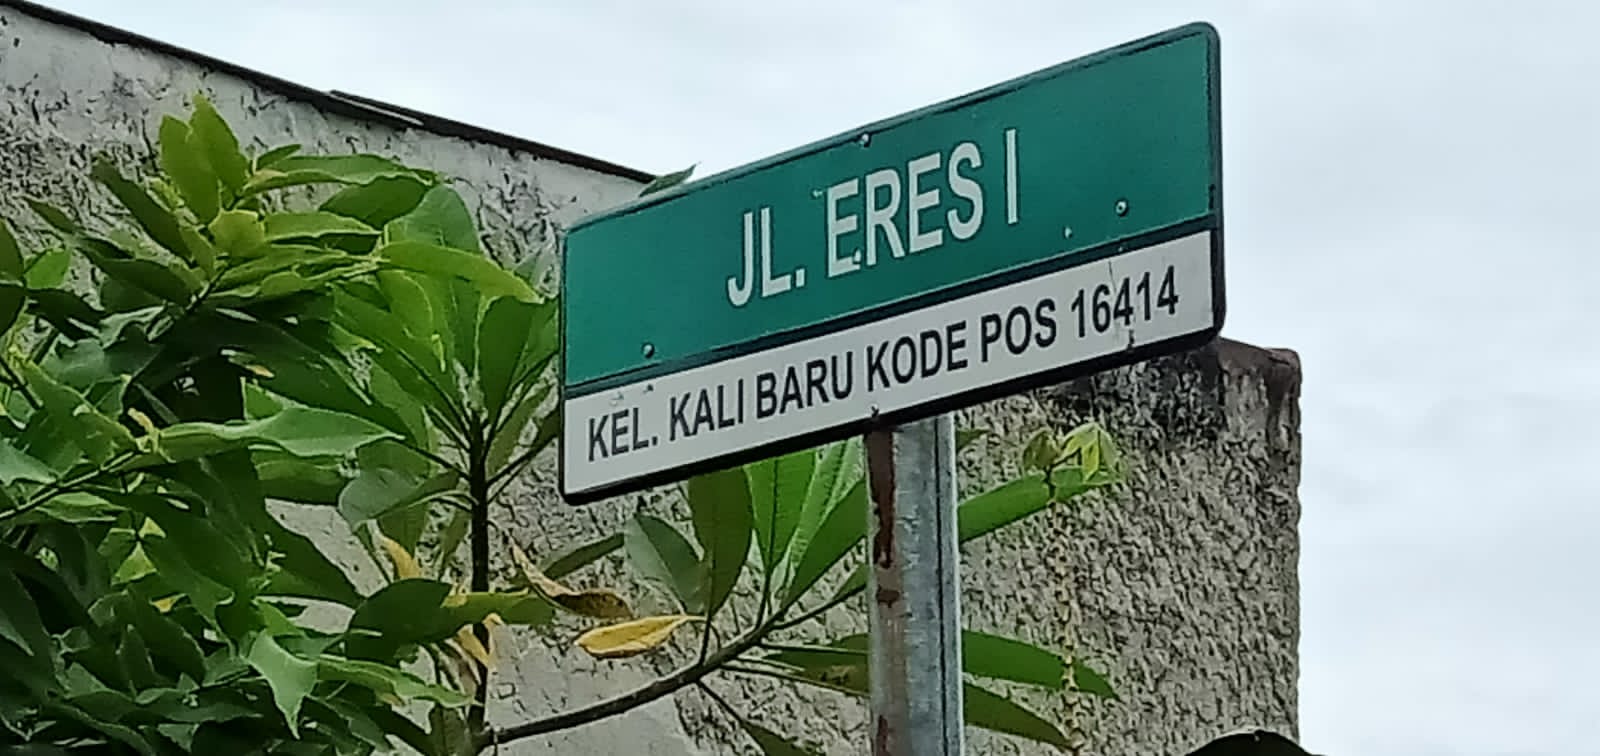 JL. ERES I
KEL. KALI BARU KODE POS 16414